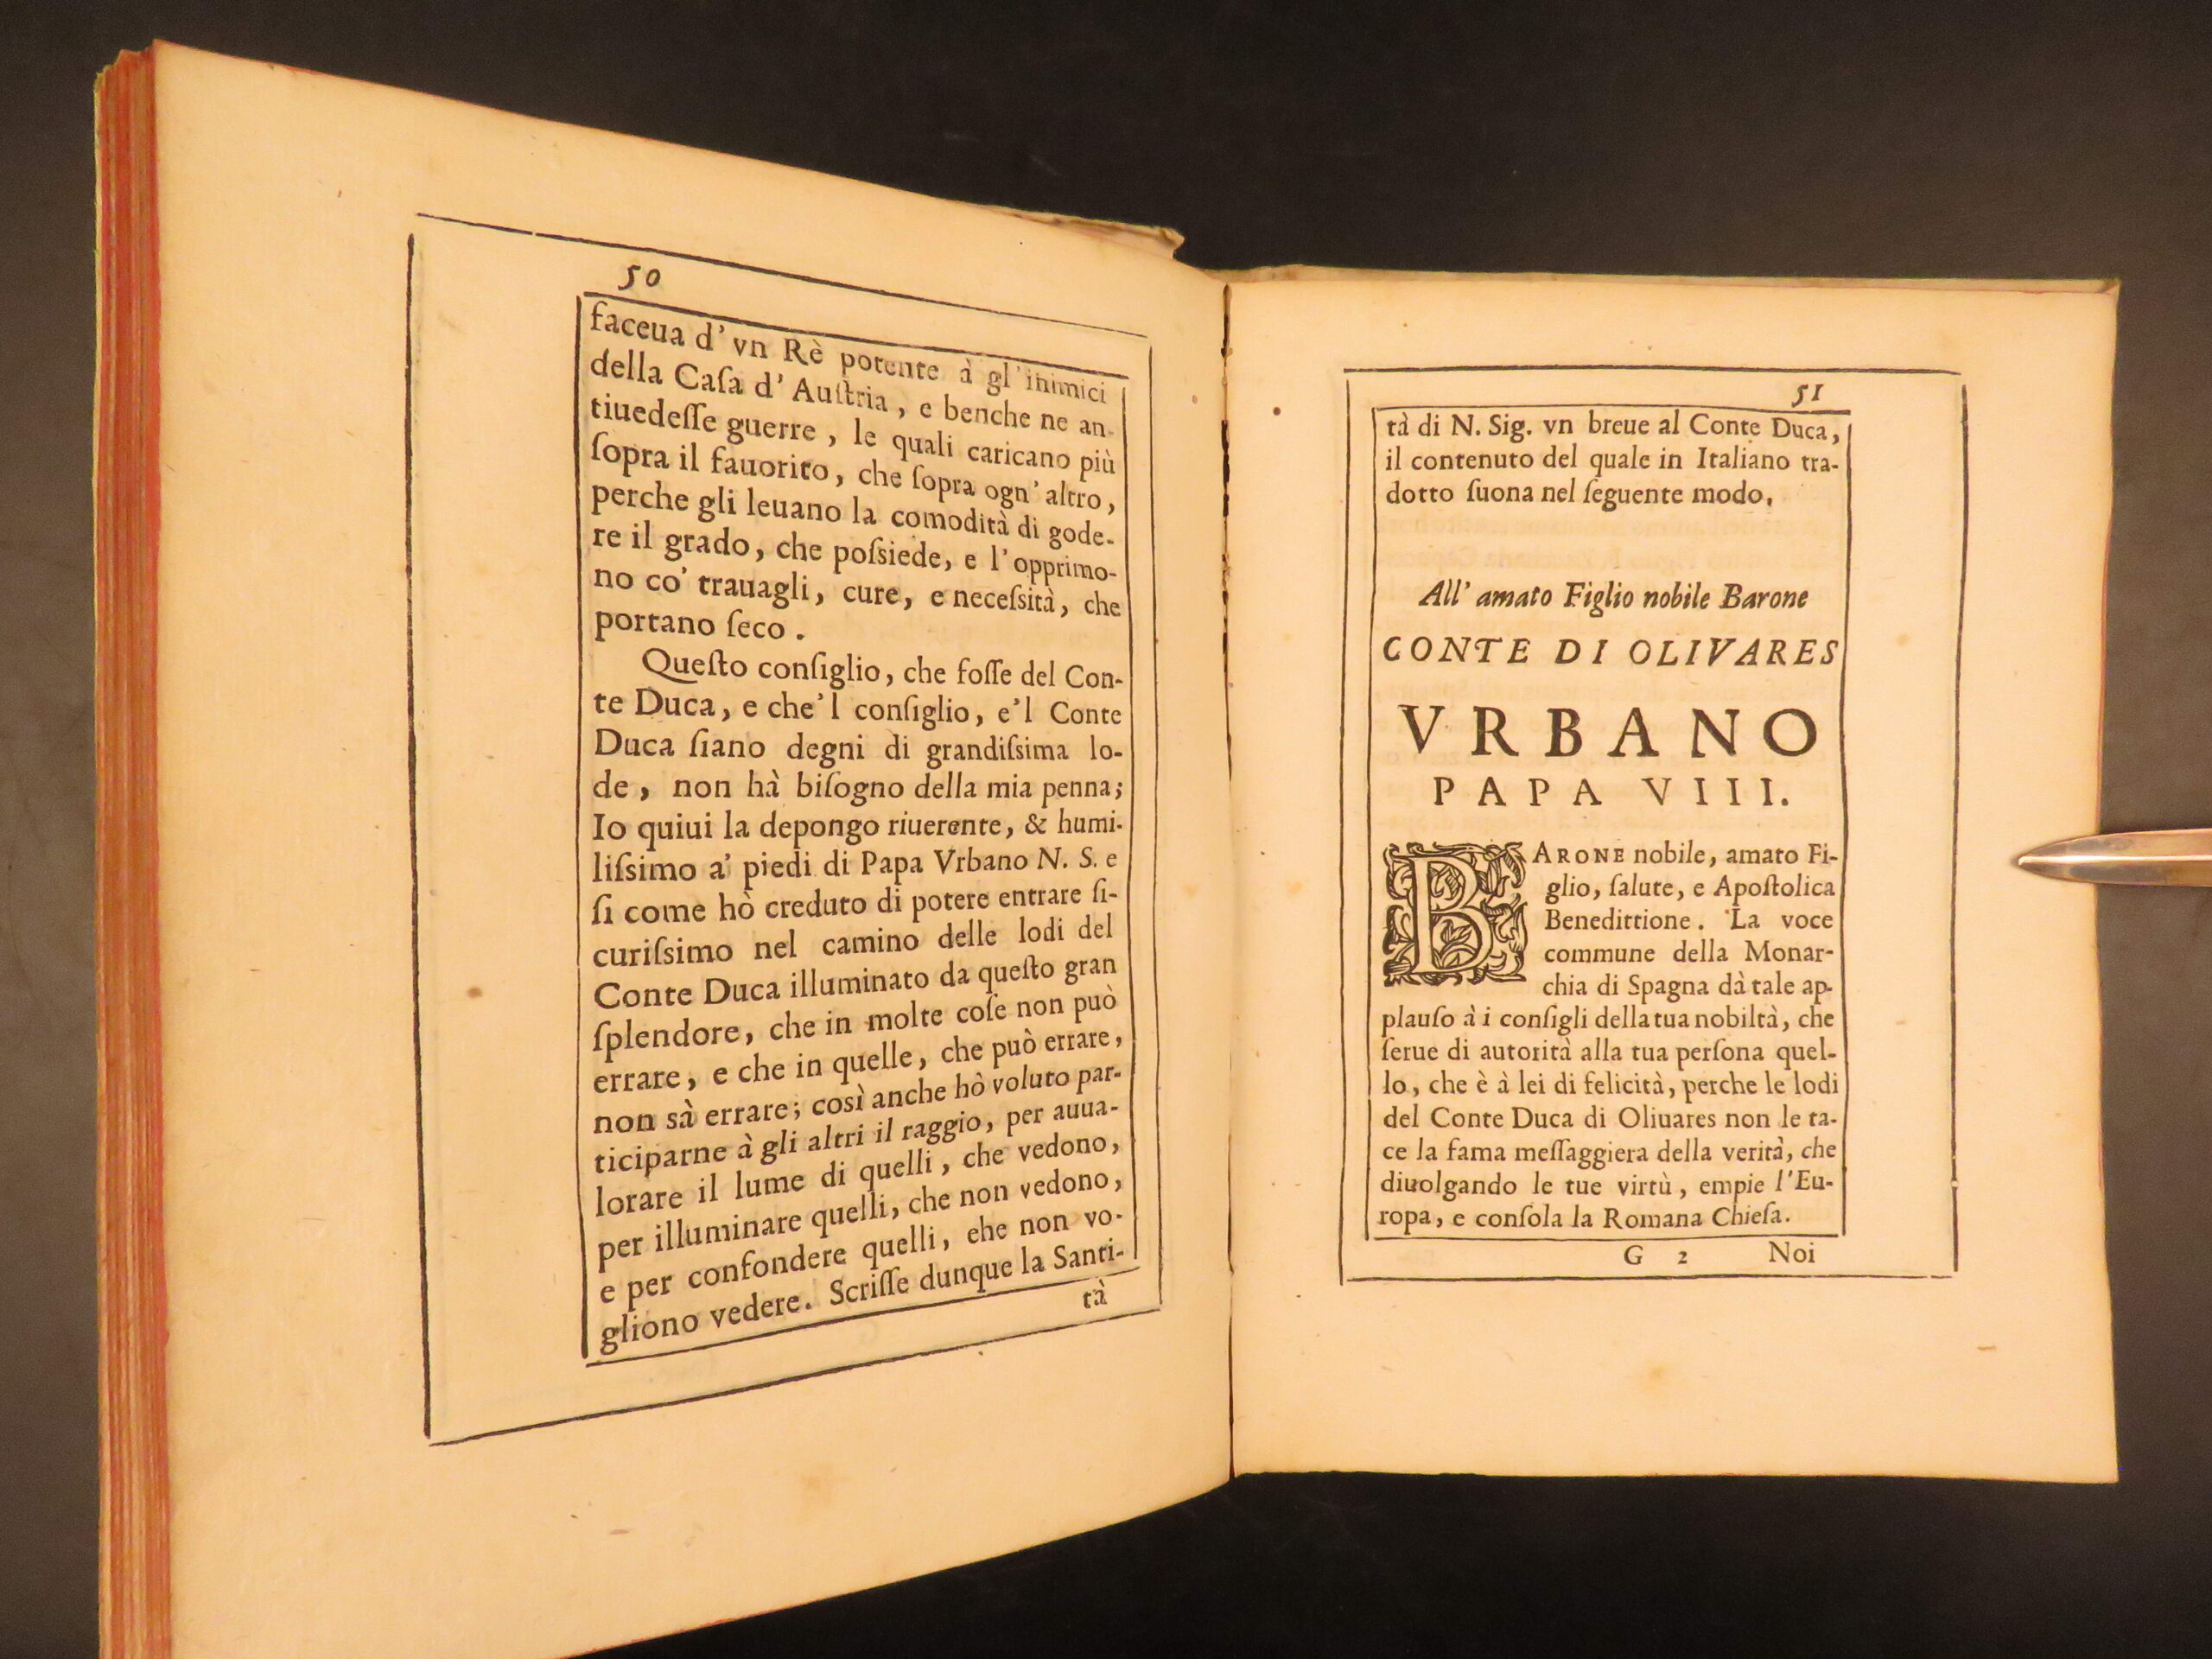 50
faceua d' vn Rè potente à gl'inimici
della Caſa d' Auſtria, e benche ne an-
tiuedeſſe guerre, le quali caricano più
ſopra il fauorito, che ſopra ogn' altro,
perche gli leuano la comodità di gode-
re il grado, che poſsiede, e l'opprimo-
no co' trauagli, cure, e neceſsità, che
portano ſeco.
Queſto conſiglio, che foſſe del Con-
te Duca, e che'l conſiglio, e'l Conte
Duca ſiano degni di grandiſsima lo-
de, non hà biſogno della mia penna;
Io quiui la depongo riuerente, & humi-
liſsimo a' piedi di Papa Vrbano N. S. e
ſi come hò creduto di potere entrare ſi-
curiſsimo nel camino delle lodi del
Conte Duca illuminato da queſto gran
ſplendore, che in molte coſe non può
errare, e che in quelle, che può errare,
non sà errare; così anche hò voluto par-
ticiparne à gli altri il raggio, per auua-
lorare il lume di quelli, che vedono,
per illuminare quelli, che non vedono,
e per confondere quelli, ehe non vo-
gliono vedere. Scriſſe dunque la Santi-
tà
51
tà di N. Sig. vn breue al Conte Duca,
il contenuto del quale in Italiano tra-
dotto ſuona nel ſeguente modo.
All' amato Figlio nobile Barone
CONTE DI OLIVARES
VRBANO
PAPA VIII.
BARONE nobile, amato Fi-
glio, ſalute, e Apoſtolica
Benedittione. La voce
commune della Monar-
chia di Spagna dà tale ap-
plauſo à i conſigli della tua nobiltà, che
ſerue di autorità alla tua perſona quel-
lo, che è à lei di felicità, perche le lodi
del Conte Duca di Oliuares non le ta-
ce la fama meſſaggiera della verità, che
diuolgando le tue virtù, empie l'Eu-
ropa, e conſola la Romana Chieſa.
G 2 Noi